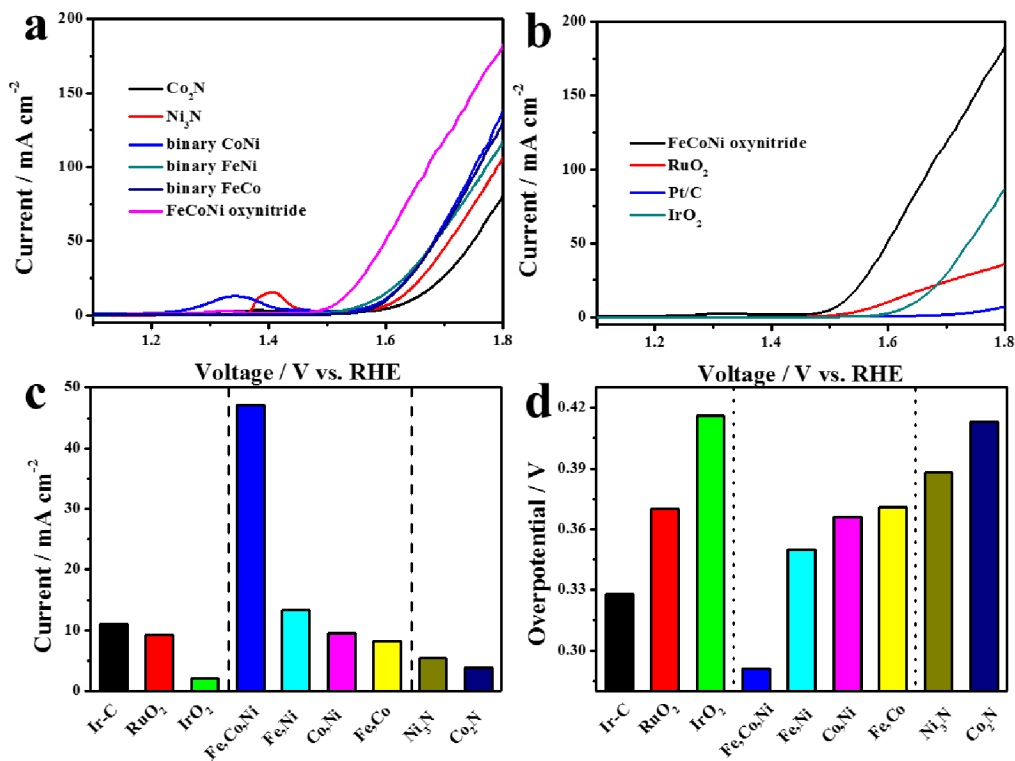 a
200
150
100
50
0
Current / mA cm-2
Co2N
Ni3N
binary CoNi
binary FeNi
binary FeCo
FeCoNi oxynitride
1.2 1.4 1.6 1.8
Voltage / V vs. RHE
b
200
150
100
50
0
Current / mA cm-2
FeCoNi oxynitride
RuO2
Pt/C
IrO2
1.2 1.4 1.6 1.8
Voltage / V vs. RHE
c
50
40
30
20
10
0
Current / mA cm-2
Ir-C RuO2 IrO2 Fe,Co,Ni Fe,Ni Co,Ni Fe,Co Ni3N Co2N
d
0.42
0.39
0.36
0.33
0.30
Overpotential / V
Ir-C RuO2 IrO2 Fe,Co,Ni Fe,Ni Co,Ni Fe,Co Ni3N Co2N